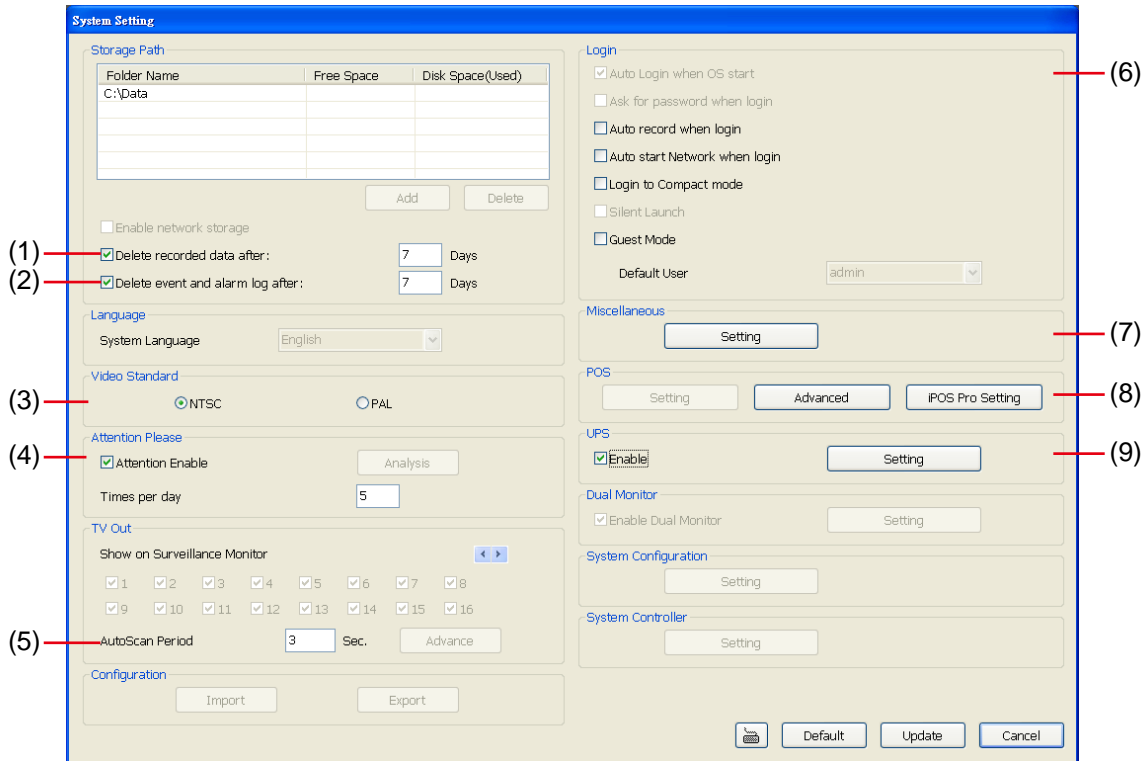 System Setting
Storage Path
Folder Name Free Space Disk Space(Used)
C:\Data
Add Delete
Enable network storage
(1) Delete recorded data after: 7 Days
(2) Delete event and alarm log after: 7 Days
Language
System Language English
Video Standard
(3) NTSC PAL
Attention Please
(4) Attention Enable Analysis
Times per day 5
TV Out
Show on Surveillance Monitor
1 2 3 4 5 6 7 8
9 10 11 12 13 14 15 16
(5) AutoScan Period 3 Sec. Advance
Configuration
Import Export
Login
Auto Login when OS start (6)
Ask for password when login
Auto record when login
Auto start Network when login
Login to Compact mode
Silent Launch
Guest Mode
Default User admin
Miscellaneous
Setting (7)
POS
Setting Advanced iPOS Pro Setting (8)
UPS
Enable Setting (9)
Dual Monitor
Enable Dual Monitor Setting
System Configuration
Setting
System Controller
Setting
Default Update Cancel